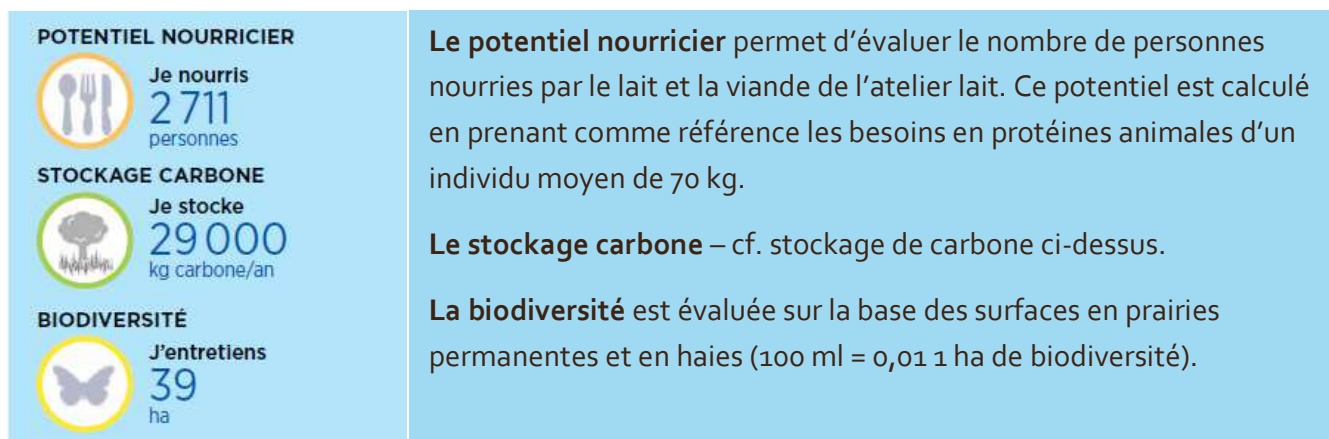 POTENTIEL NOURRICIER
Je nourris
2 711
personnes
STOCKAGE CARBONE
Je stocke
29 000
kg carbone/an
BIODIVERSITÉ
J'entretiens
39
ha
Le potentiel nourricier permet d'évaluer le nombre de personnes
nourries par le lait et la viande de l'atelier lait. Ce potentiel est calculé
en prenant comme référence les besoins en protéines animales d'un
individu moyen de 70 kg.
Le stockage carbone – cf. stockage de carbone ci-dessus.
La biodiversité est évaluée sur la base des surfaces en prairies
permanentes et en haies (100 ml = 0,01 1 ha de biodiversité).